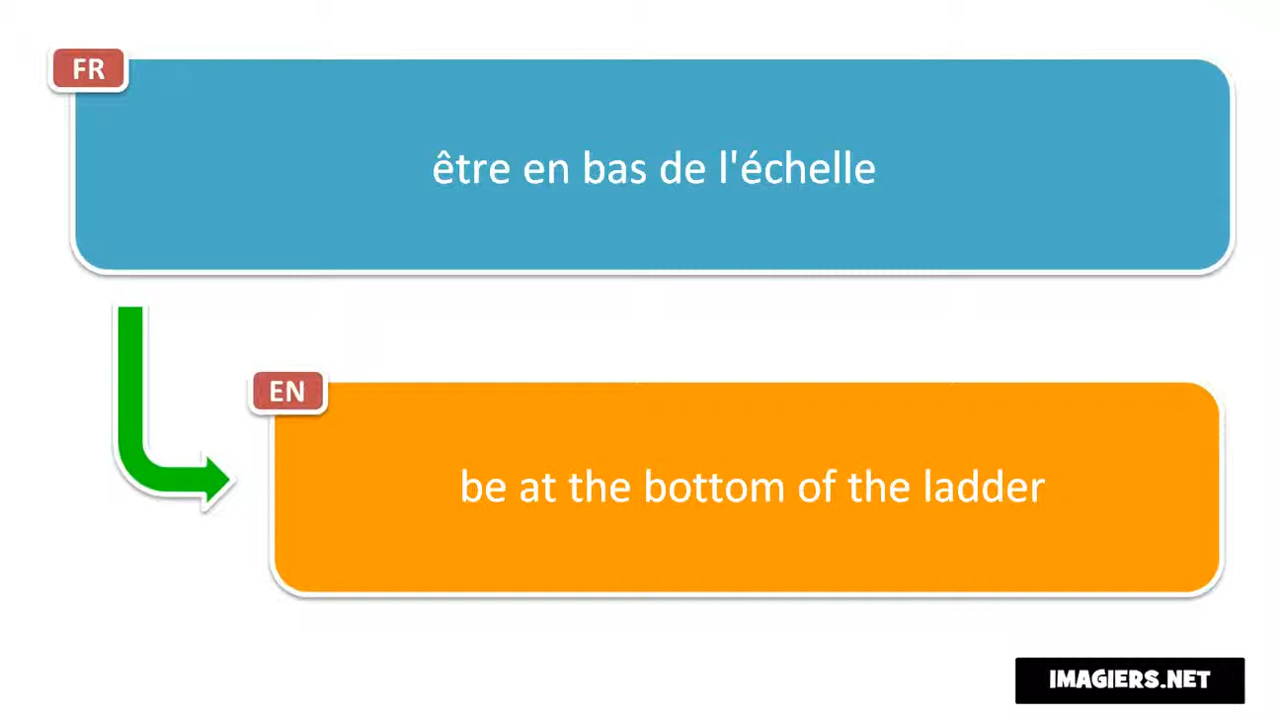 FR
être en bas de l'échelle
EN
be at the bottom of the ladder
IMAGIERS.NET